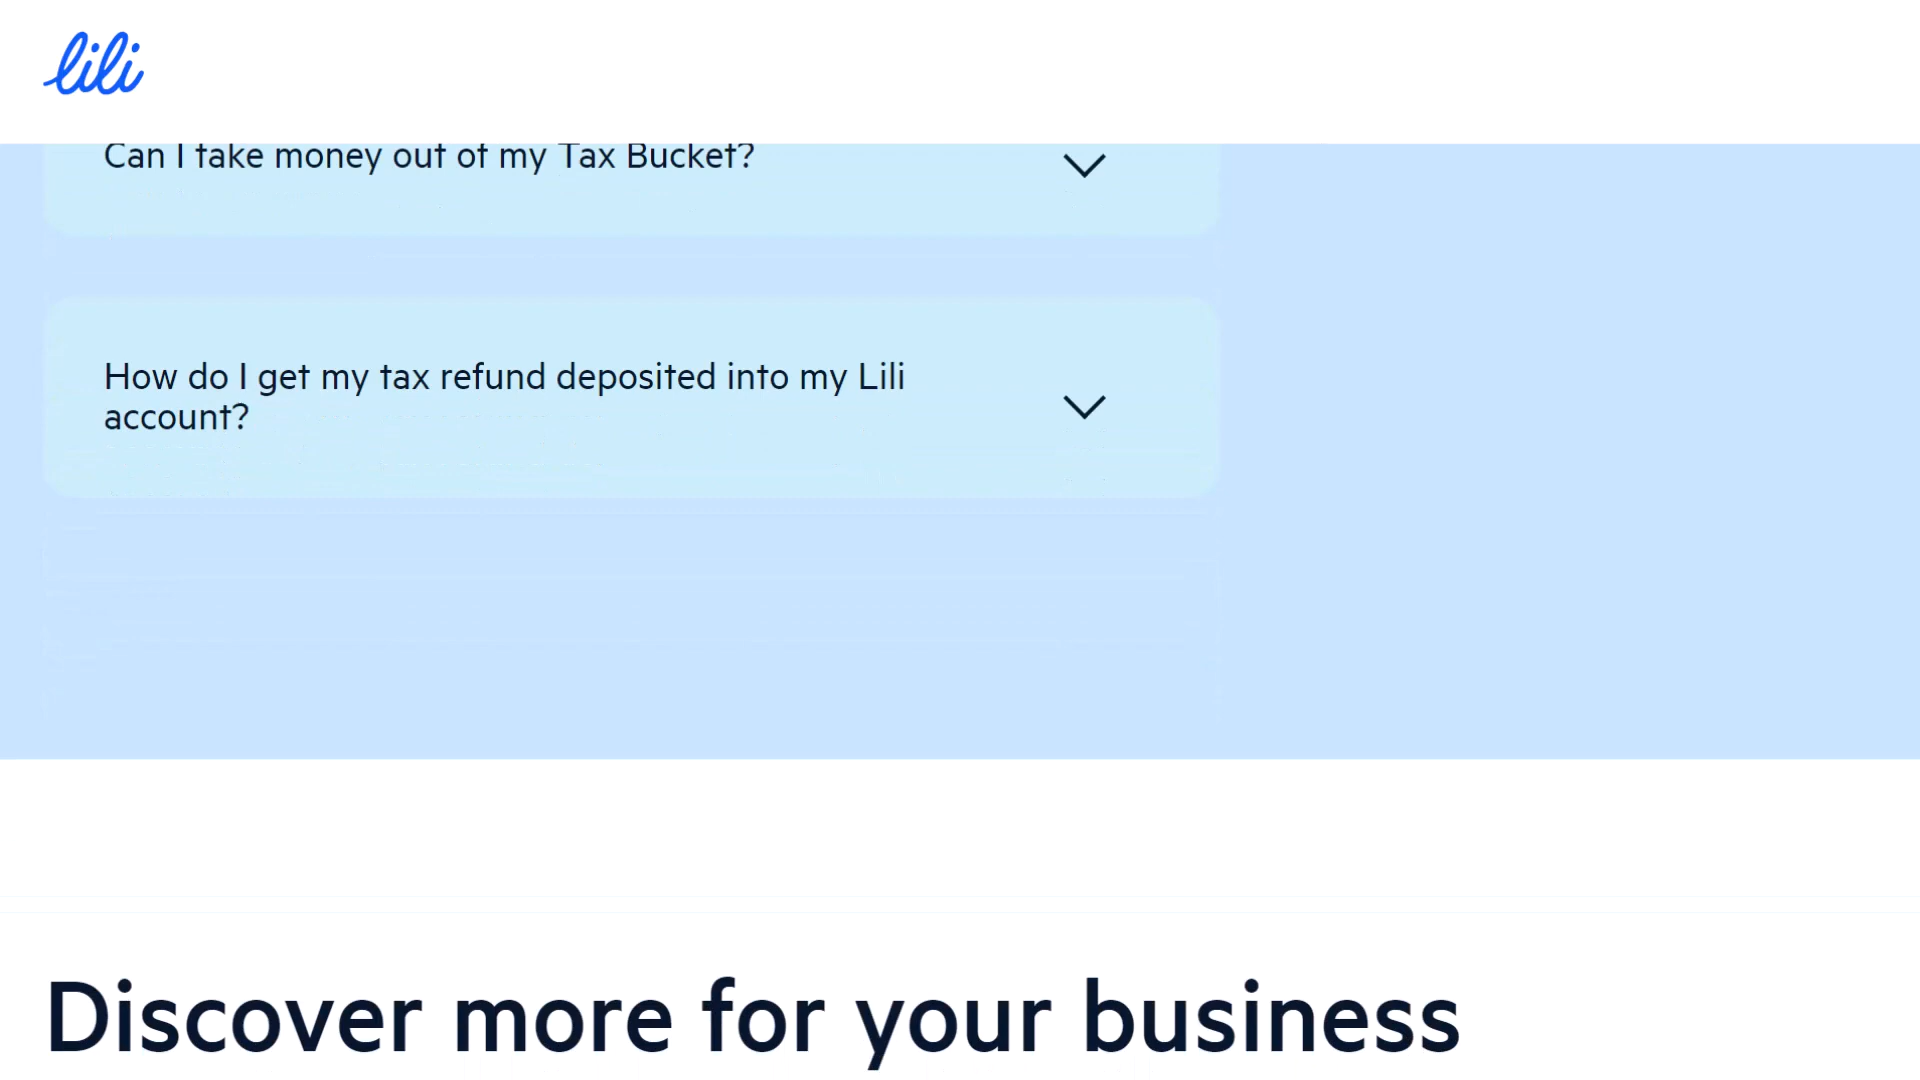 lili
Can I take money out of my Tax Bucket?
How do I get my tax refund deposited into my Lili
account?
Discover more for your business